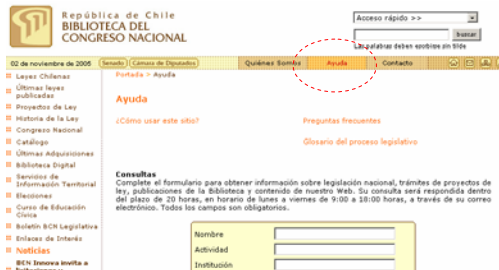 República de Chile
BIBLIOTECA DEL
CONGRESO NACIONAL
Acceso rápido >>
buscar
Las palabras deben escribirse sin tilde
02 de noviembre de 2005
Senado
Cámara de Diputados
Quiénes Somos
Ayuda
Contacto
Leyes Chilenas
Últimas leyes
publicadas
Proyectos de Ley
Historia de la Ley
Congreso Nacional
Catálogo
Últimas Adquisiciones
Biblioteca Digital
Servicios de
Información Territorial
Elecciones
Curso de Educación
Cívica
Boletín BCN Legislativa
Enlaces de Interés
Noticias
BCN Innova invita a
Portada > Ayuda
Ayuda
¿Cómo usar este sitio?
Preguntas frecuentes
Glosario del proceso legislativo
Consultas
Complete el formulario para obtener información sobre legislación nacional, trámites de proyectos de
ley, publicaciones de la Biblioteca y contenido de nuestro Web. Su consulta será respondida dentro
del plazo de 20 horas, en horario de lunes a viernes de 9:00 a 18:00 horas, a través de su correo
electrónico. Todos los campos son obligatorios.
Nombre
Actividad
Institución